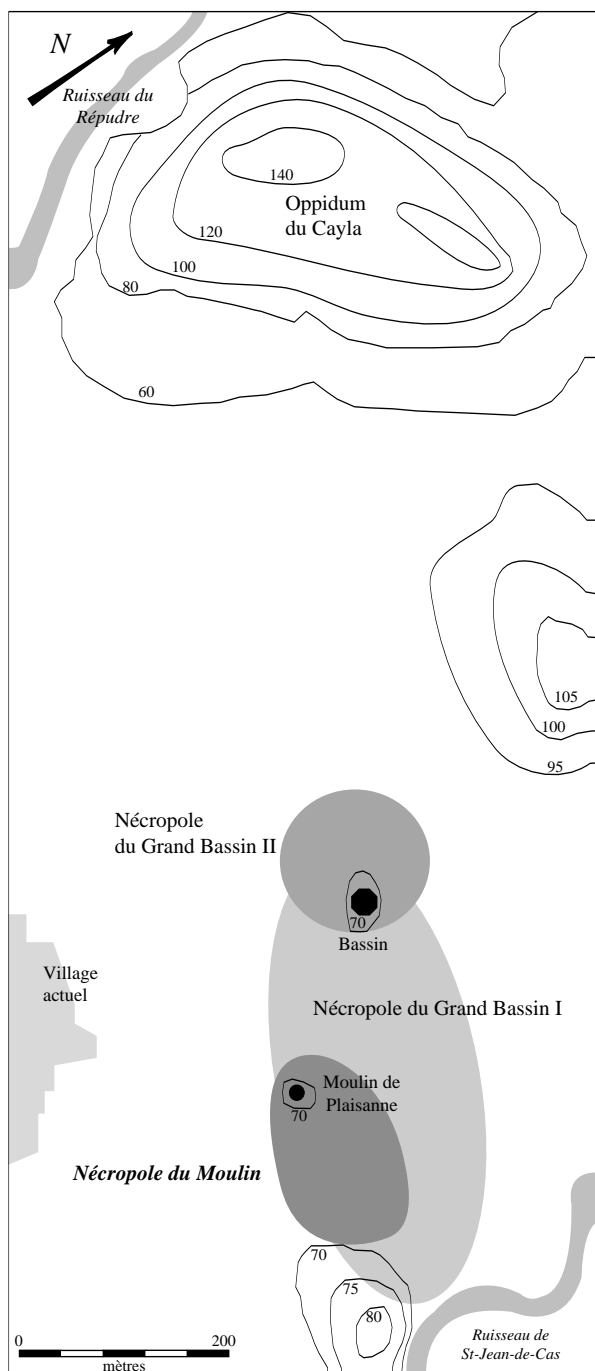 N
Ruisseau du
Répudre
140
Oppidum
du Cayla
120
100
80
60
105
100
95
Nécropole
du Grand Bassin II
70
Bassin
Village
actuel
Nécropole du Grand Bassin I
Moulin de
Plaisanne
70
Nécropole du Moulin
70
75
80
0 200
mètres
Ruisseau de
St-Jean-de-Cas